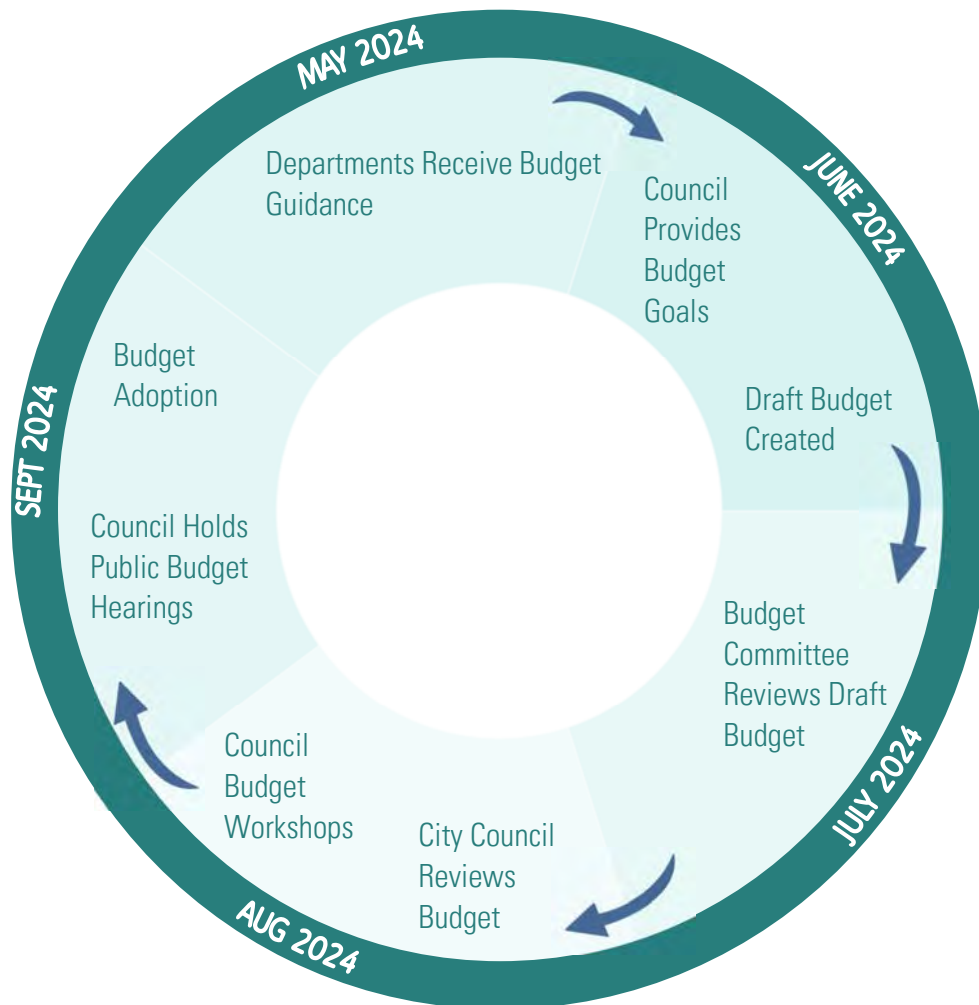 MAY 2024
Departments Receive Budget
Guidance
JUNE 2024
Council
Provides
Budget
Goals
Draft Budget
Created
JULY 2024
Budget
Committee
Reviews Draft
Budget
AUG 2024
City Council
Reviews
Budget
Council
Budget
Workshops
SEPT 2024
Council Holds
Public Budget
Hearings
Budget
Adoption